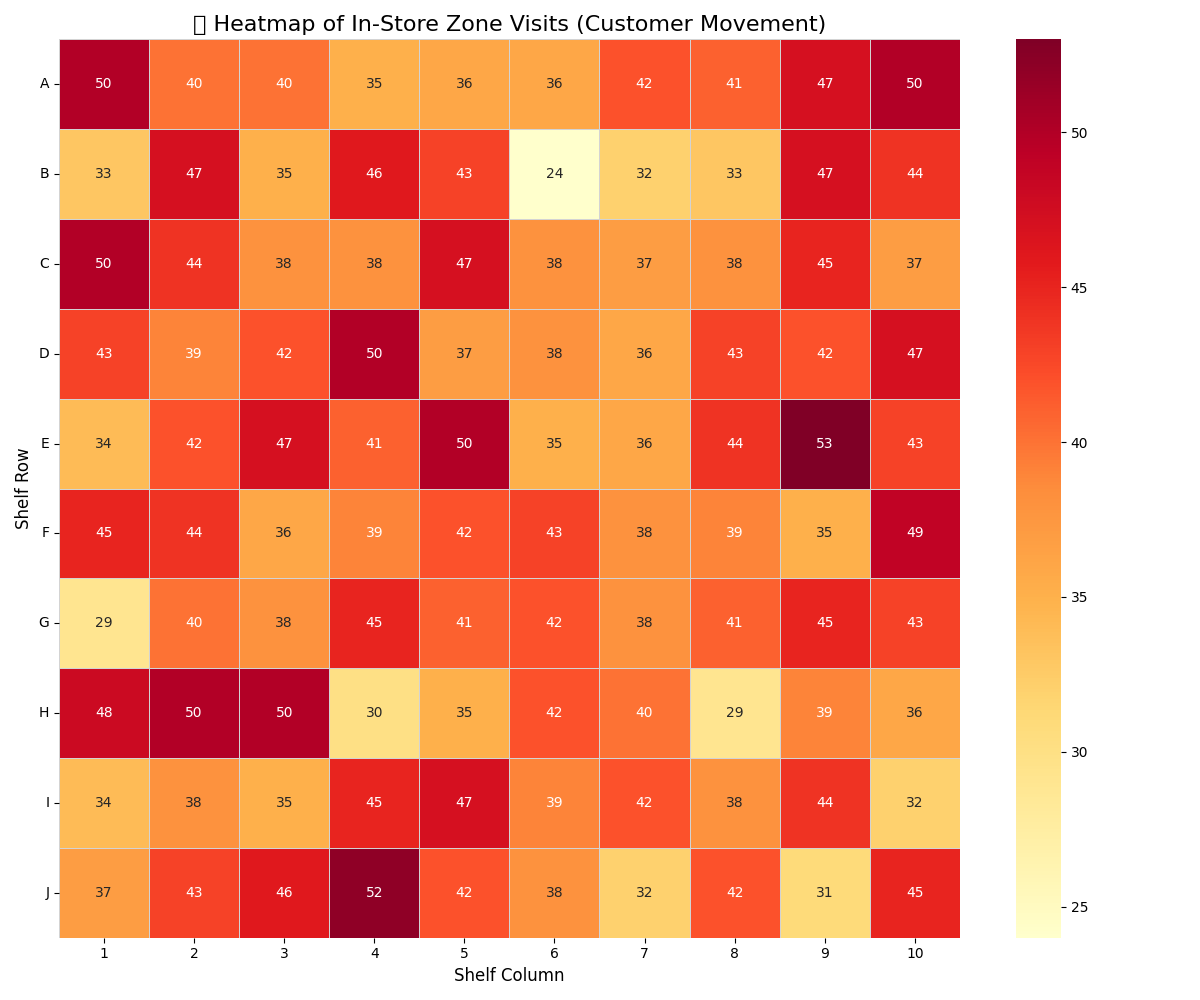 Heatmap of In-Store Zone Visits (Customer Movement)
A 50 40 40 35 36 36 42 41 47 50
B 33 47 35 46 43 24 32 33 47 44
C 50 44 38 38 47 38 37 38 45 37
D 43 39 42 50 37 38 36 43 42 47
E 34 42 47 41 50 35 36 44 53 43
F 45 44 36 39 42 43 38 39 35 49
G 29 40 38 45 41 42 38 41 45 43
H 48 50 50 30 35 42 40 29 39 36
I 34 38 35 45 47 39 42 38 44 32
J 37 43 46 52 42 38 32 42 31 45
1 2 3 4 5 6 7 8 9 10
Shelf Column
Shelf Row
50
45
40
35
30
25